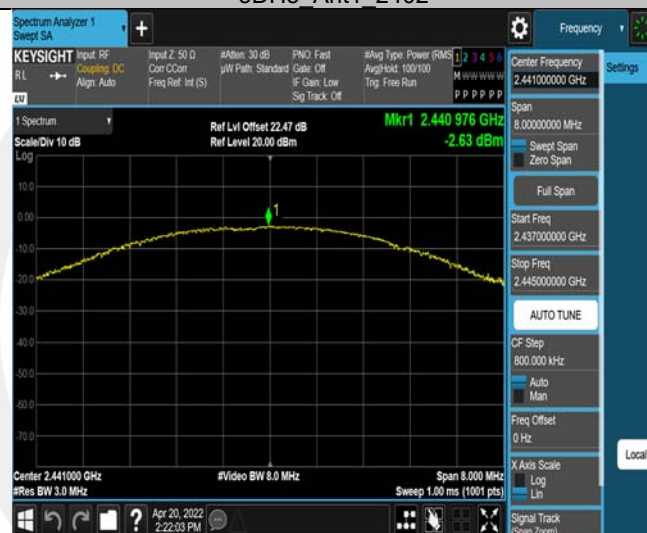 Spectrum Analyzer 1
Swept SA
+
Frequency
KEYSIGHT
RL
LXI
Input: RF
Coupling: DC
Align: Auto
Input Z: 50 Ω
Corr CCorr
Freq Ref: Int (S)
#Atten: 30 dB
µW Path: Standard
PNO: Fast
Gate: Off
IF Gain: Low
Sig Track: Off
#Avg Type: Power (RMS
Avg|Hold: 100/100
Trig: Free Run
1 2 3 4 5 6
M W W W W W
P P P P P P
1 Spectrum
Scale/Div 10 dB
Log
Ref Lvl Offset 22.47 dB
Ref Level 20.00 dBm
Mkr1 2.440 976 GHz
-2.63 dBm
1
10.0
0.00
-10.0
-20.0
-30.0
-40.0
-50.0
-60.0
-70.0
Center 2.441000 GHz
#Res BW 3.0 MHz
#Video BW 8.0 MHz
Span 8.000 MHz
Sweep 1.00 ms (1001 pts)
Apr 20, 2022
2:22:03 PM
Center Frequency
2.441000000 GHz
Span
8.00000000 MHz
Swept Span
Zero Span
Full Span
Start Freq
2.437000000 GHz
Stop Freq
2.445000000 GHz
AUTO TUNE
CF Step
800.000 kHz
Auto
Man
Freq Offset
0 Hz
X Axis Scale
Log
Lin
Signal Track
(Span Zoom)
Settings
Local